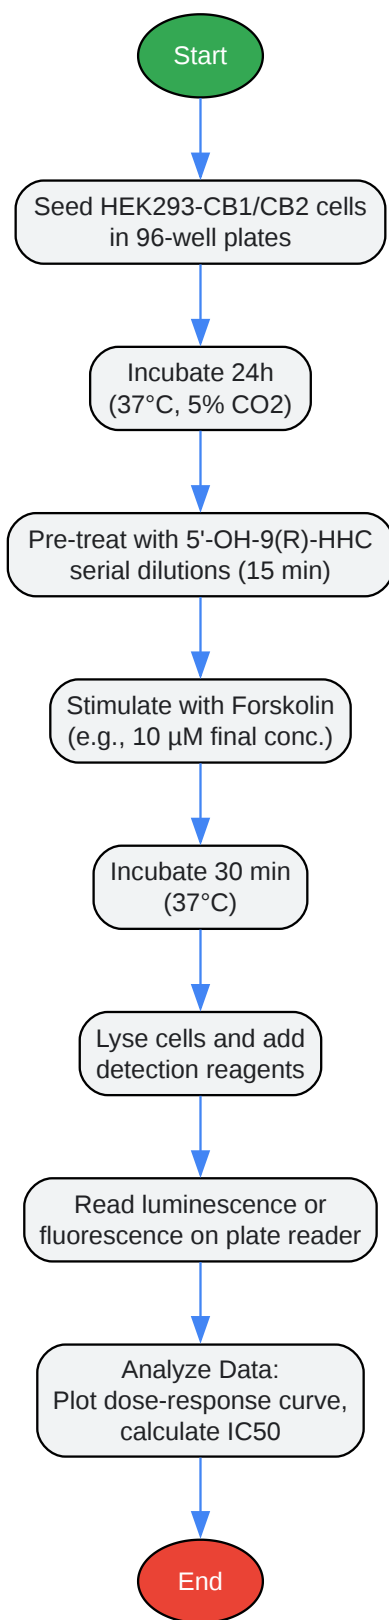 Start
Seed HEK293-CB1/CB2 cells
in 96-well plates
Incubate 24h
(37°C, 5% CO2)
Pre-treat with 5'-OH-9(R)-HHC
serial dilutions (15 min)
Stimulate with Forskolin
(e.g., 10 µM final conc.)
Incubate 30 min
(37°C)
Lyse cells and add
detection reagents
Read luminescence or
fluorescence on plate reader
Analyze Data:
Plot dose-response curve,
calculate IC50
End